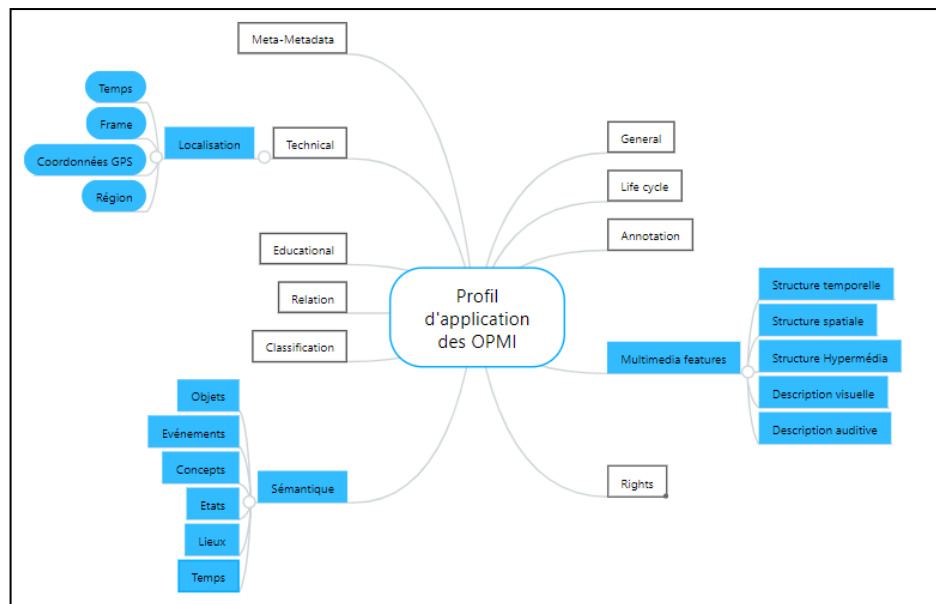 Meta-Metadata
Temps
Frame
Coordonnées GPS
Région
Localisation
Technical
Educational
Relation
Classification
Objets
Evénements
Concepts
Etats
Lieux
Temps
Sémantique
Profil
d'application
des OPMI
General
Life cycle
Annotation
Multimedia features
Structure temporelle
Structure spatiale
Structure Hypermédia
Description visuelle
Description auditive
Rights